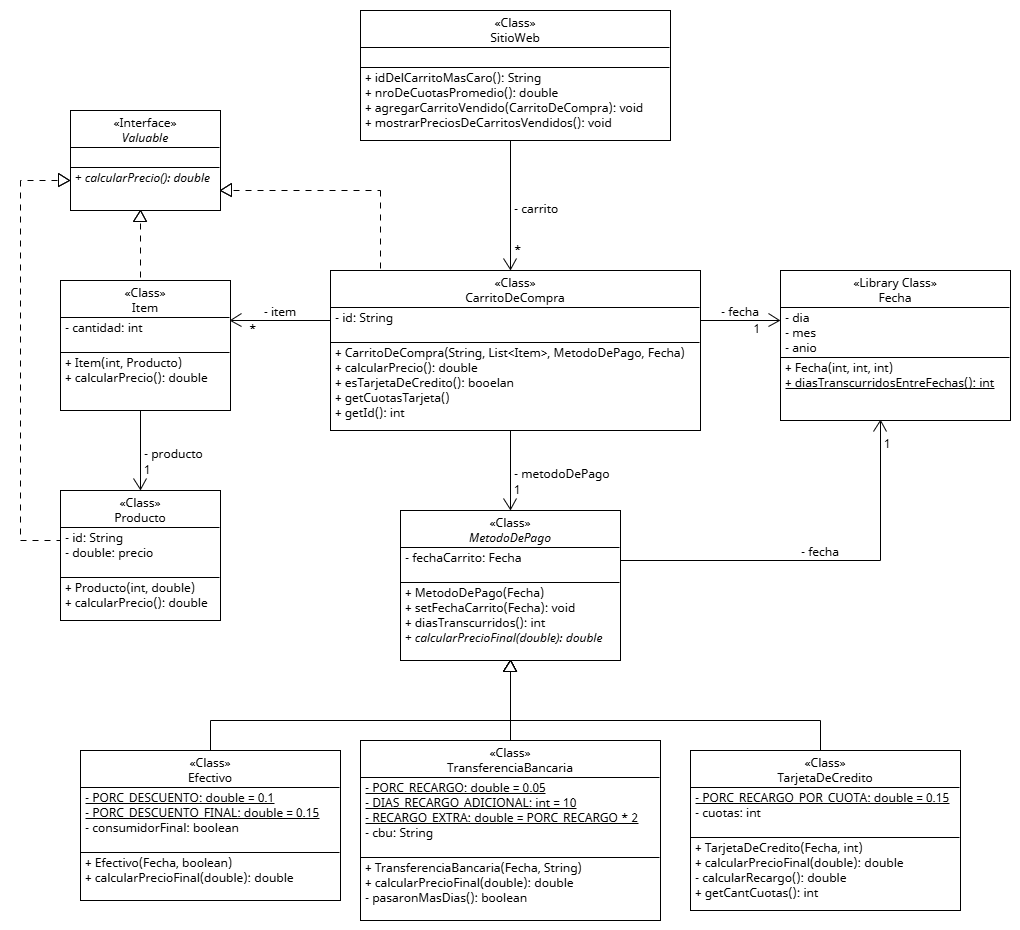 «Class»
SitioWeb
+ idDelCarritoMasCaro(): String
+ nroDeCuotasPromedio(): double
+ agregarCarritoVendido(CarritoDeCompra): void
+ mostrarPreciosDeCarritosVendidos(): void
«Interface»
Valuable
+ calcularPrecio(): double
- carrito
*
«Class»
Item
- cantidad: int
+ Item(int, Producto)
+ calcularPrecio(): double
- item
*
«Class»
CarritoDeCompra
- id: String
+ CarritoDeCompra(String, List<Item>, MetodoDePago, Fecha)
+ calcularPrecio(): double
+ esTarjetaDeCredito(): booelan
+ getCuotasTarjeta()
+ getId(): int
- fecha
1
«Library Class»
Fecha
- dia
- mes
- anio
+ Fecha(int, int, int)
+ diasTranscurridosEntreFechas(): int
- producto
1
- metodoDePago
1
1
«Class»
Producto
- id: String
- double: precio
+ Producto(int, double)
+ calcularPrecio(): double
«Class»
MetodoDePago
- fechaCarrito: Fecha
+ MetodoDePago(Fecha)
+ setFechaCarrito(Fecha): void
+ diasTranscurridos(): int
+ calcularPrecioFinal(double): double
- fecha
«Class»
Efectivo
- PORC_DESCUENTO: double = 0.1
- PORC_DESCUENTO_FINAL: double = 0.15
- consumidorFinal: boolean
+ Efectivo(Fecha, boolean)
+ calcularPrecioFinal(double): double
«Class»
TransferenciaBancaria
- PORC_RECARGO: double = 0.05
- DIAS_RECARGO_ADICIONAL: int = 10
- RECARGO_EXTRA: double = PORC_RECARGO * 2
- cbu: String
+ TransferenciaBancaria(Fecha, String)
+ calcularPrecioFinal(double): double
- pasaronMasDias(): boolean
«Class»
TarjetaDeCredito
- PORC_RECARGO_POR_CUOTA: double = 0.15
- cuotas: int
+ TarjetaDeCredito(Fecha, int)
+ calcularPrecioFinal(double): double
- calcularRecargo(): double
+ getCantCuotas(): int